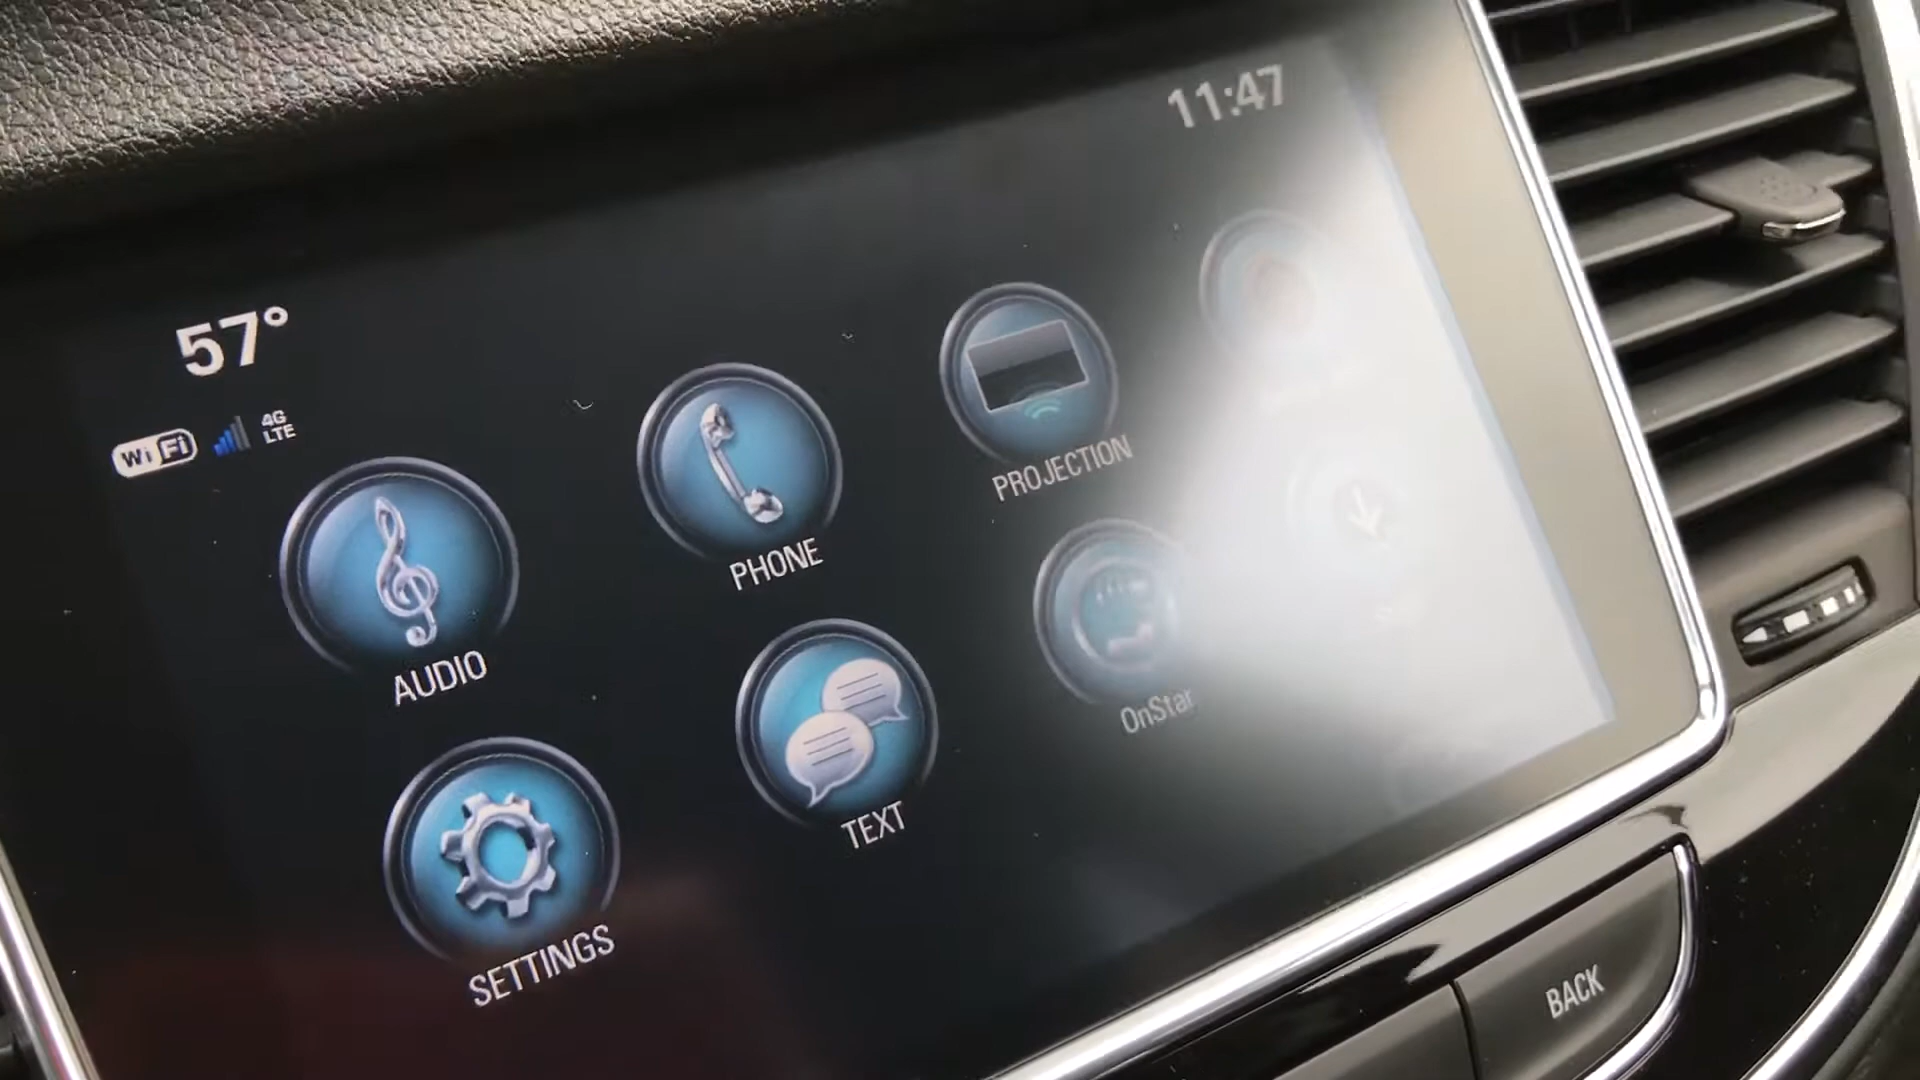 11:47
57°
Wi Fi
4G
LTE
AUDIO
PHONE
PROJECTION
SETTINGS
TEXT
OnStar
BACK